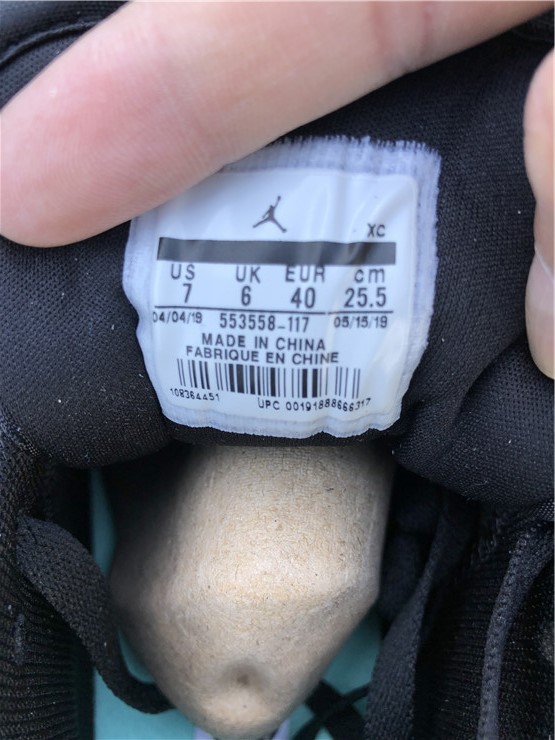 XC
US UK EUR cm
7 6 40 25.5
04/04/19 553558-117 05/15/19
MADE IN CHINA
FABRIQUE EN CHINE
108364451
UPC 00191888666317